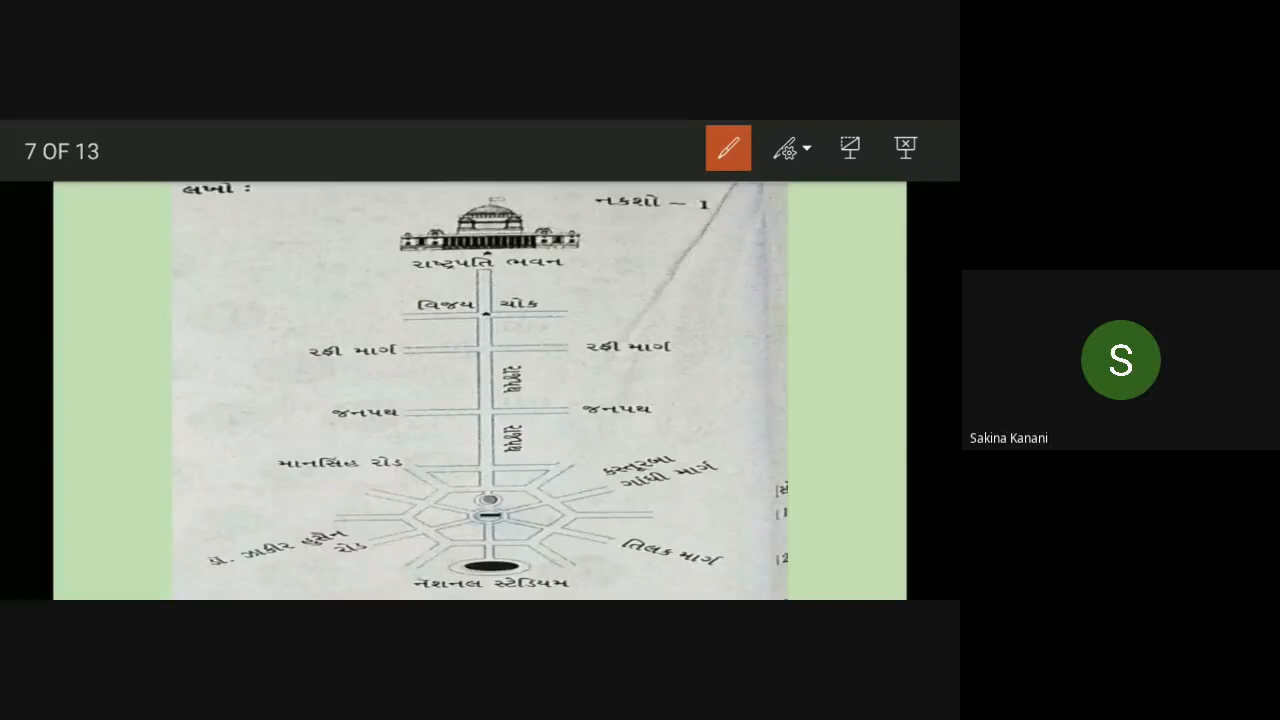 7 OF 13
લખો :
નકશો – 1
રાષ્ટ્રપતિ ભવન
વિજય ચોક
રફી માર્ગ
રફી માર્ગ
રાજપથ
જનપથ
જનપથ
રાજપથ
માનસિંહ રોડ
કસ્તૂરબા
ગાંધી માર્ગ
ડૉ. ઝાકીર હુસૈન
રોડ
તિલક માર્ગ
નૅશનલ સ્ટેડિયમ
S
Sakina Kanani